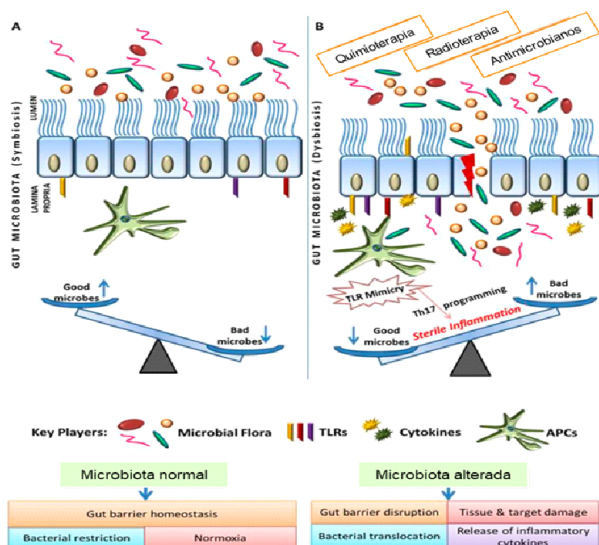 A
GUT MICROBIOTA (Symbiosis)
LUMEN
LAMINA
PROPRIA
Good
microbes
Bad
microbes
B
Quimioterapia
Radioterapia
Antimicrobianos
GUT MICROBIOTA (Dysbiosis)
TLR Mimicry
Th17 programming
Sterile Inflammation
Good
microbes
Bad
microbes
Key Players:
Microbial Flora
TLRs
Cytokines
APCs
Microbiota normal
Gut barrier homeostasis
Bacterial restriction
Normoxia
Microbiota alterada
Gut barrier disruption
Tissue & target damage
Bacterial translocation
Release of inflammatory
cytokines